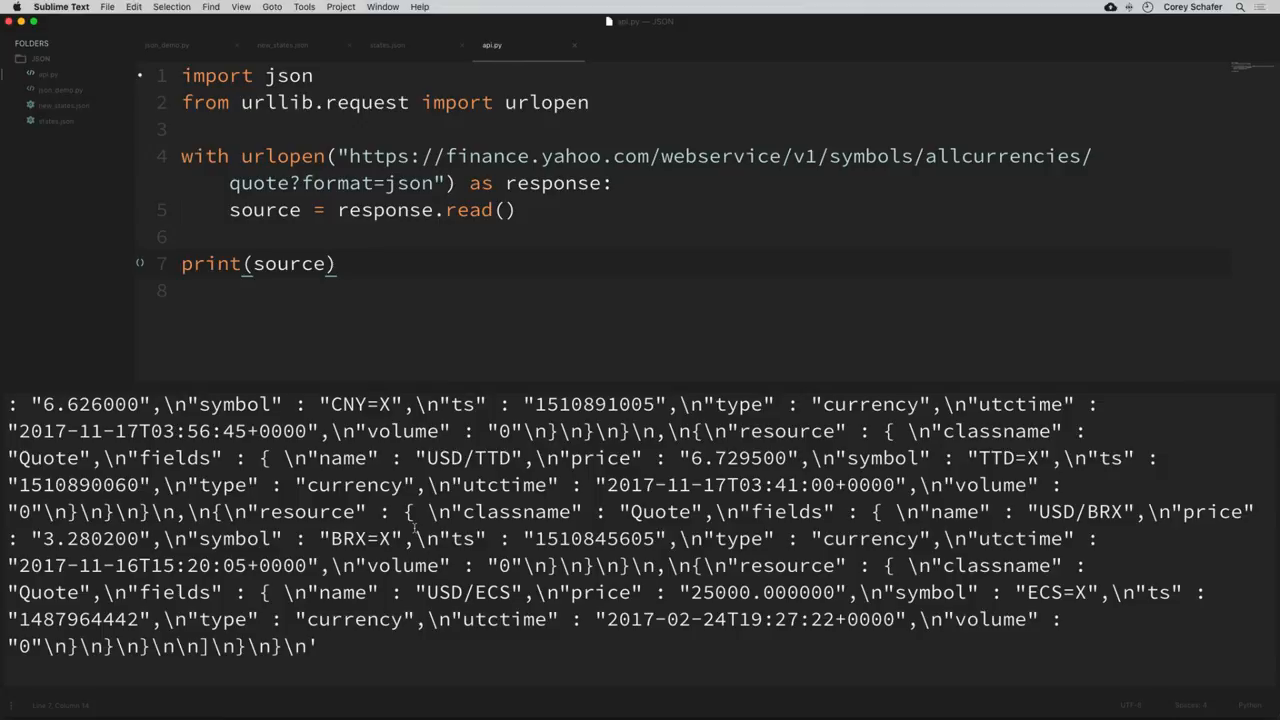 Sublime Text File Edit Selection Find View Goto Tools Project Window Help Corey Schafer
api.py — JSON
FOLDERS
JSON
api.py
json_demo.py
new_states.json
states.json
json_demo.py new_states.json states.json api.py
1 import json
2 from urllib.request import urlopen
3
4 with urlopen("https://finance.yahoo.com/webservice/v1/symbols/allcurrencies/
quote?format=json") as response:
5 source = response.read()
6
7 print(source)
8
: "6.626000",\n"symbol" : "CNY=X",\n"ts" : "1510891005",\n"type" : "currency",\n"utctime" :
"2017-11-17T03:56:45+0000",\n"volume" : "0"\n}\n}\n}\n,\n{\n"resource" : { \n"classname" :
"Quote",\n"fields" : { \n"name" : "USD/TTD",\n"price" : "6.729500",\n"symbol" : "TTD=X",\n"ts" :
"1510890060",\n"type" : "currency",\n"utctime" : "2017-11-17T03:41:00+0000",\n"volume" :
"0"\n}\n}\n}\n,\n{\n"resource" : { \n"classname" : "Quote",\n"fields" : { \n"name" : "USD/BRX",\n"price"
: "3.280200",\n"symbol" : "BRX=X",\n"ts" : "1510845605",\n"type" : "currency",\n"utctime" :
"2017-11-16T15:20:05+0000",\n"volume" : "0"\n}\n}\n}\n,\n{\n"resource" : { \n"classname" :
"Quote",\n"fields" : { \n"name" : "USD/ECS",\n"price" : "25000.000000",\n"symbol" : "ECS=X",\n"ts" :
"1487964442",\n"type" : "currency",\n"utctime" : "2017-02-24T19:27:22+0000",\n"volume" :
"0"\n}\n}\n}\n\n]\n}\n}\n'
Line 7, Column 14 UTF-8 Spaces: 4 Python